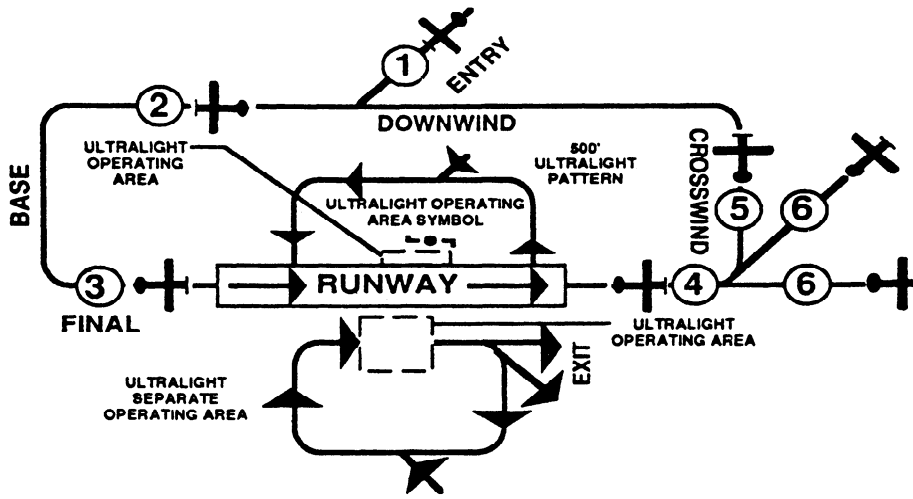 1
ENTRY
2
DOWNWIND
BASE
ULTRALIGHT
OPERATING
AREA
500'
ULTRALIGHT
PATTERN
CROSSWIND
ULTRALIGHT OPERATING
AREA SYMBOL
5
6
3
RUNWAY
4
6
FINAL
ULTRALIGHT
OPERATING AREA
EXIT
ULTRALIGHT
SEPARATE
OPERATING AREA